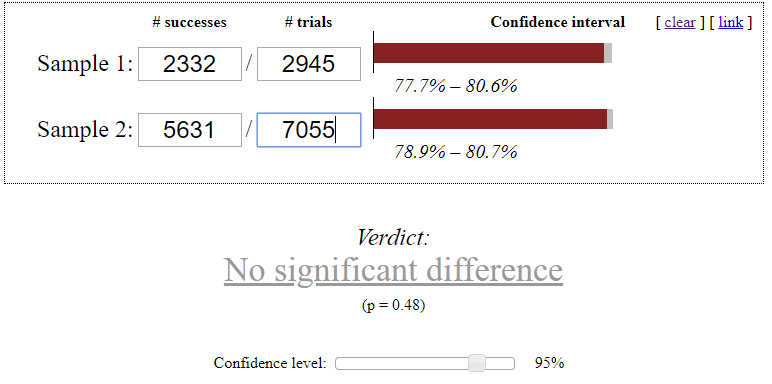 # successes # trials Confidence interval [ clear ] [ link ]
Sample 1: 2332 / 2945
77.7% – 80.6%
Sample 2: 5631 / 7055
78.9% – 80.7%
Verdict:
No significant difference
(p = 0.48)
Confidence level: 95%